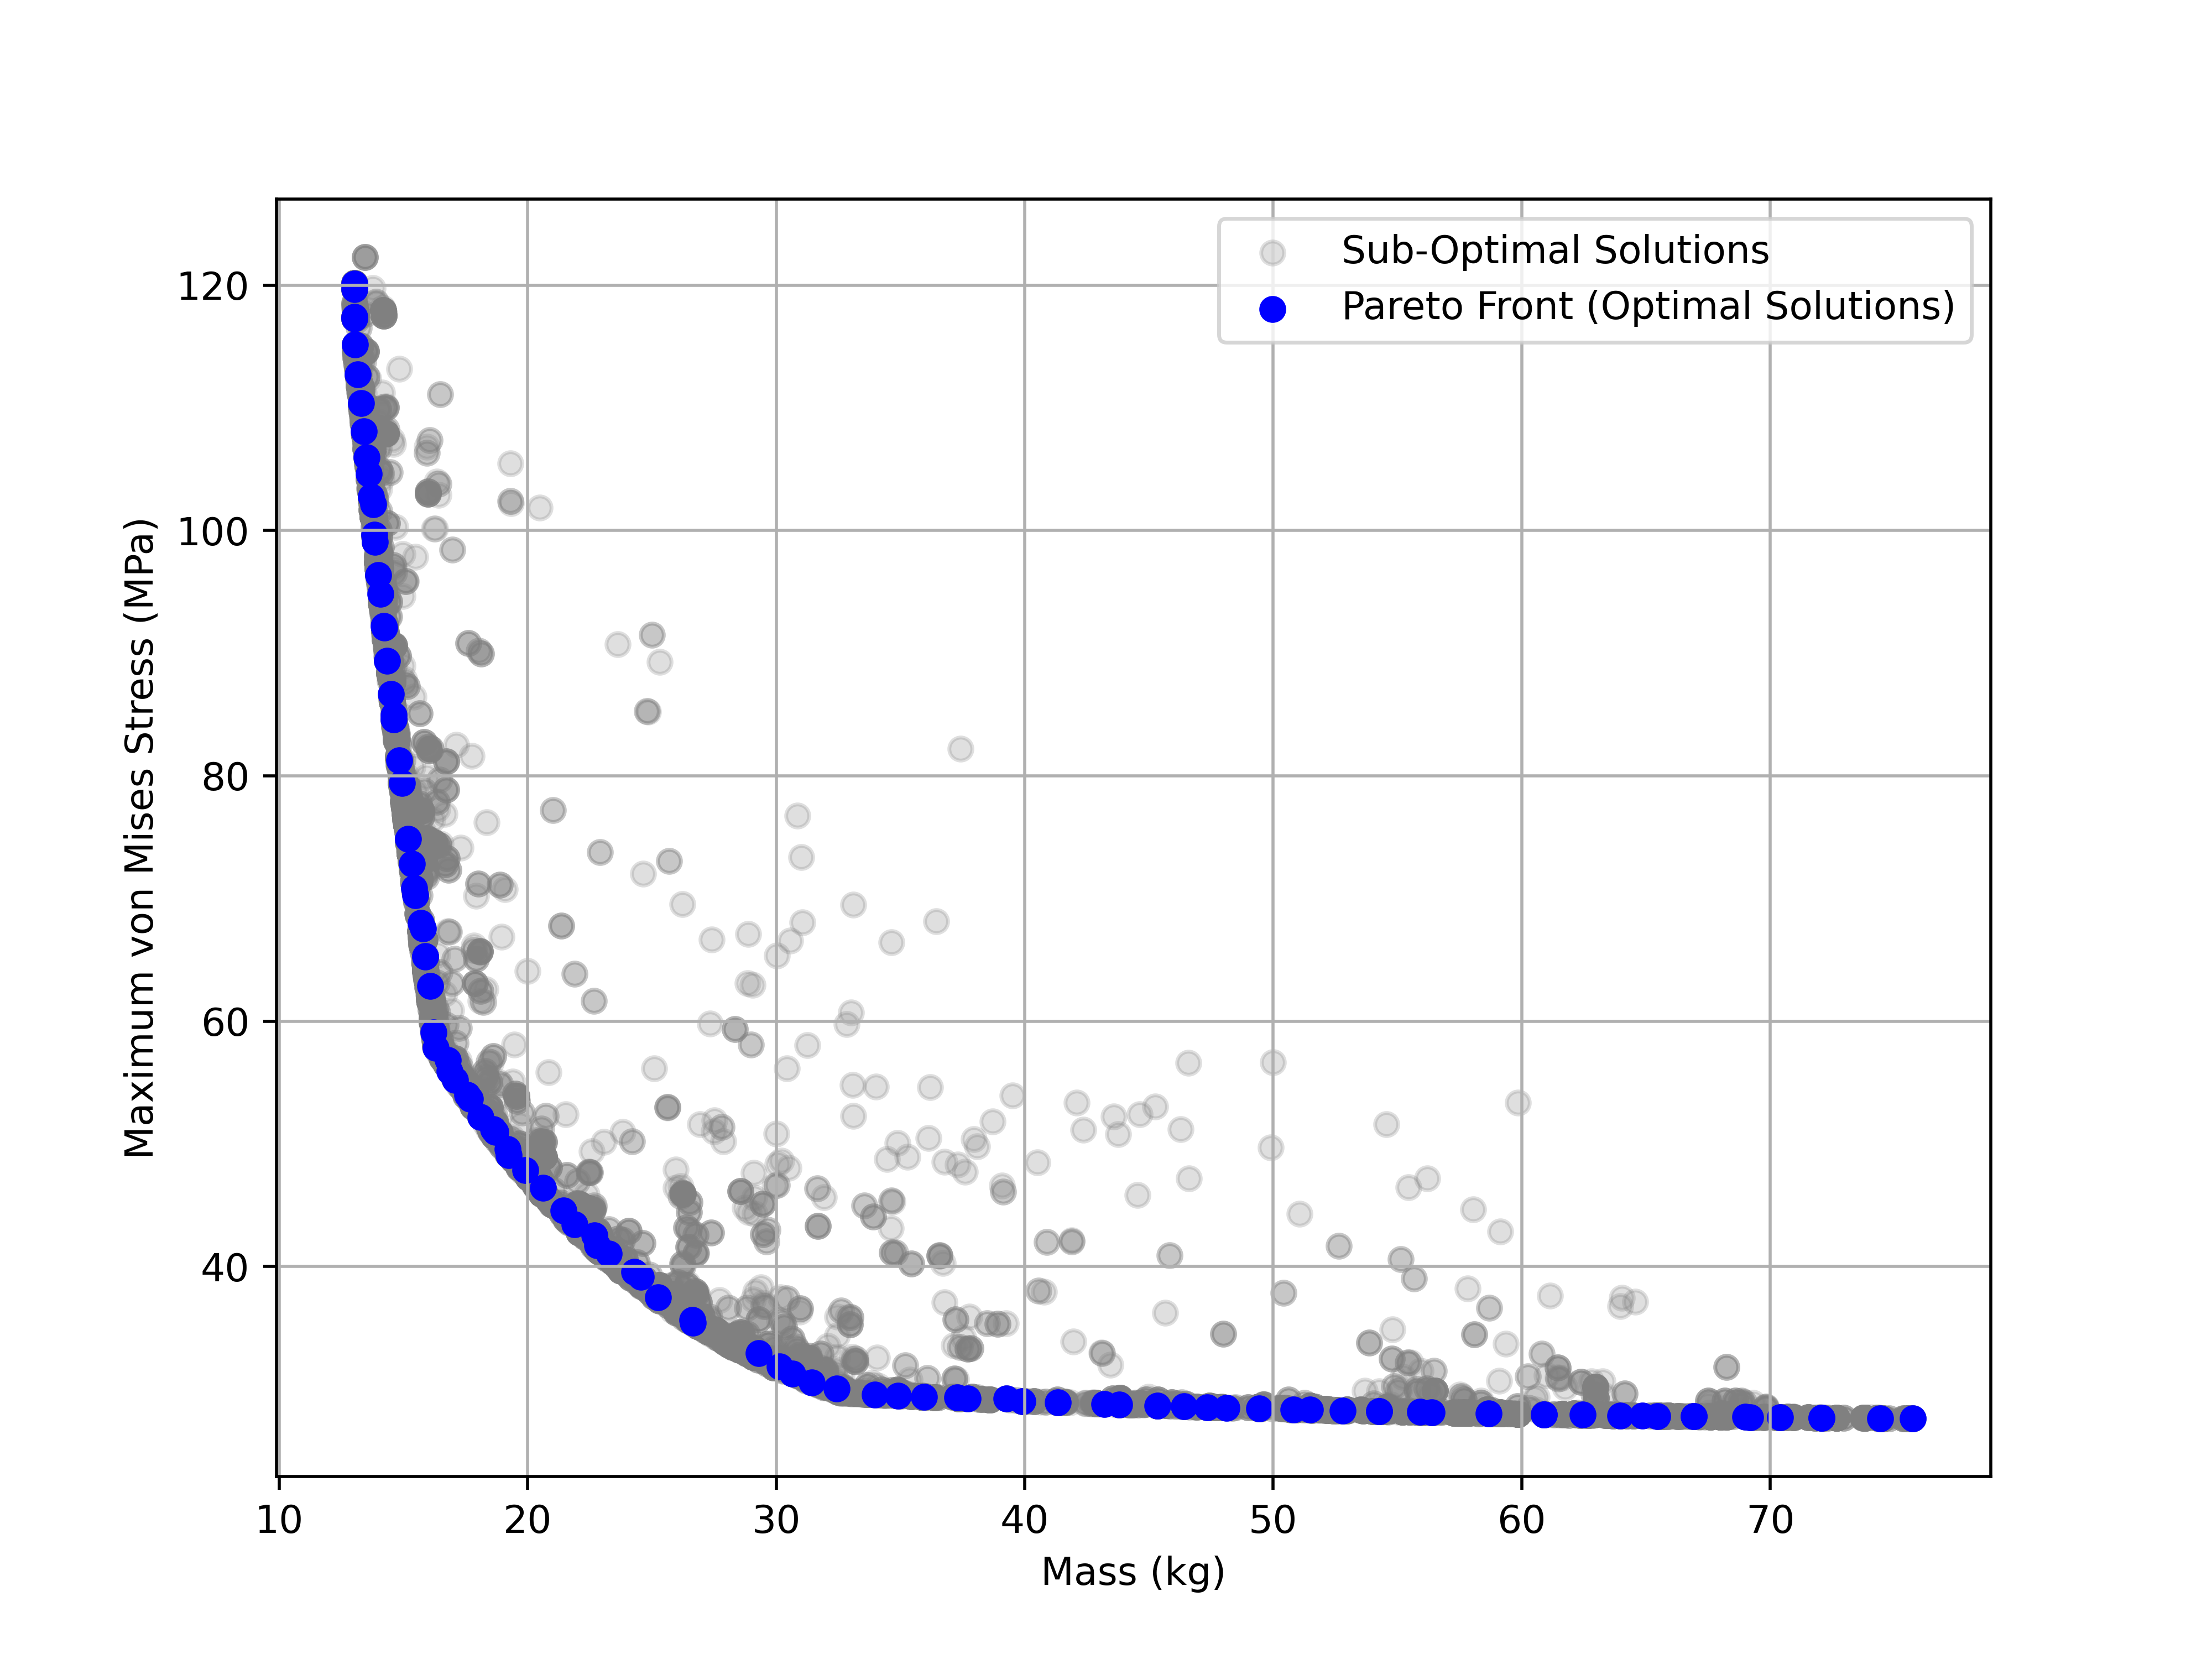 Sub-Optimal Solutions
Pareto Front (Optimal Solutions)
120
100
80
60
40
Maximum von Mises Stress (MPa)
10 20 30 40 50 60 70
Mass (kg)